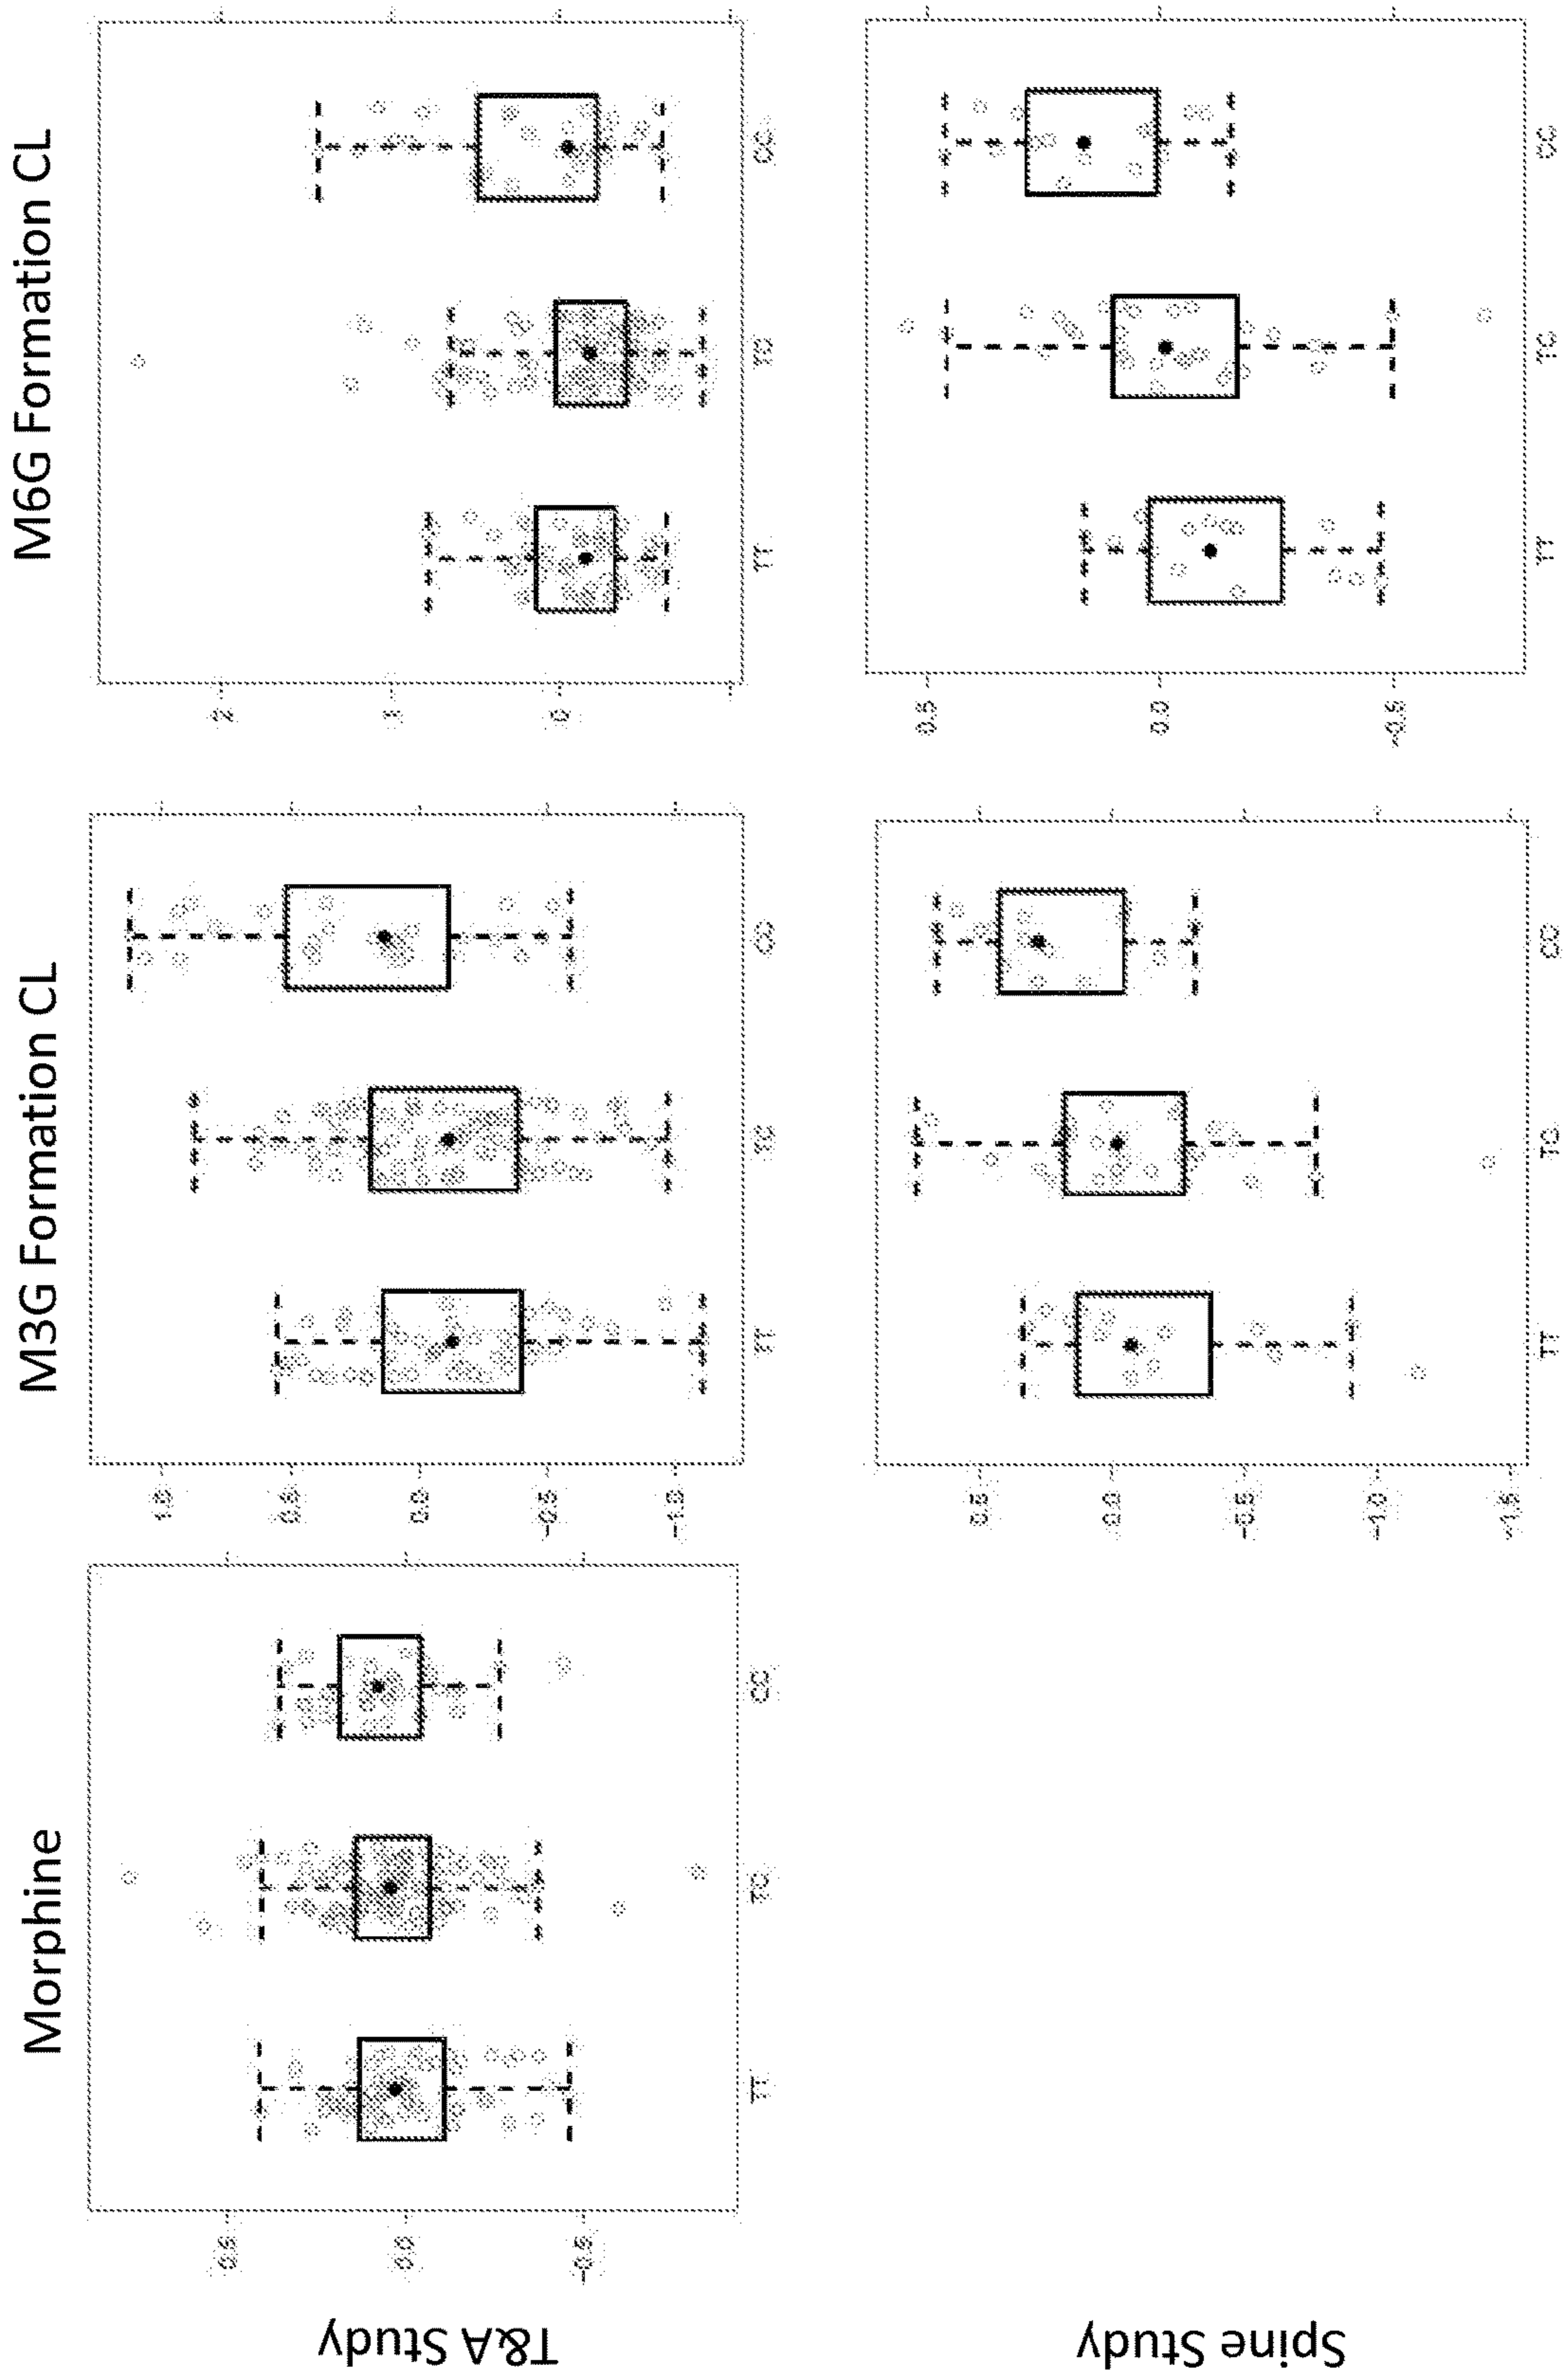 Morphine
M3G Formation CL
M6G Formation CL
T&A Study
0.5
0.0
-0.5
TT
TC
CC
1.0
0.5
0.0
-0.5
-1.0
TT
TC
CC
2
1
0
TT
TC
CC
Spine Study
0.5
0.0
-0.5
-1.0
-1.5
TT
TC
CC
0.5
0.0
-0.5
TT
TC
CC